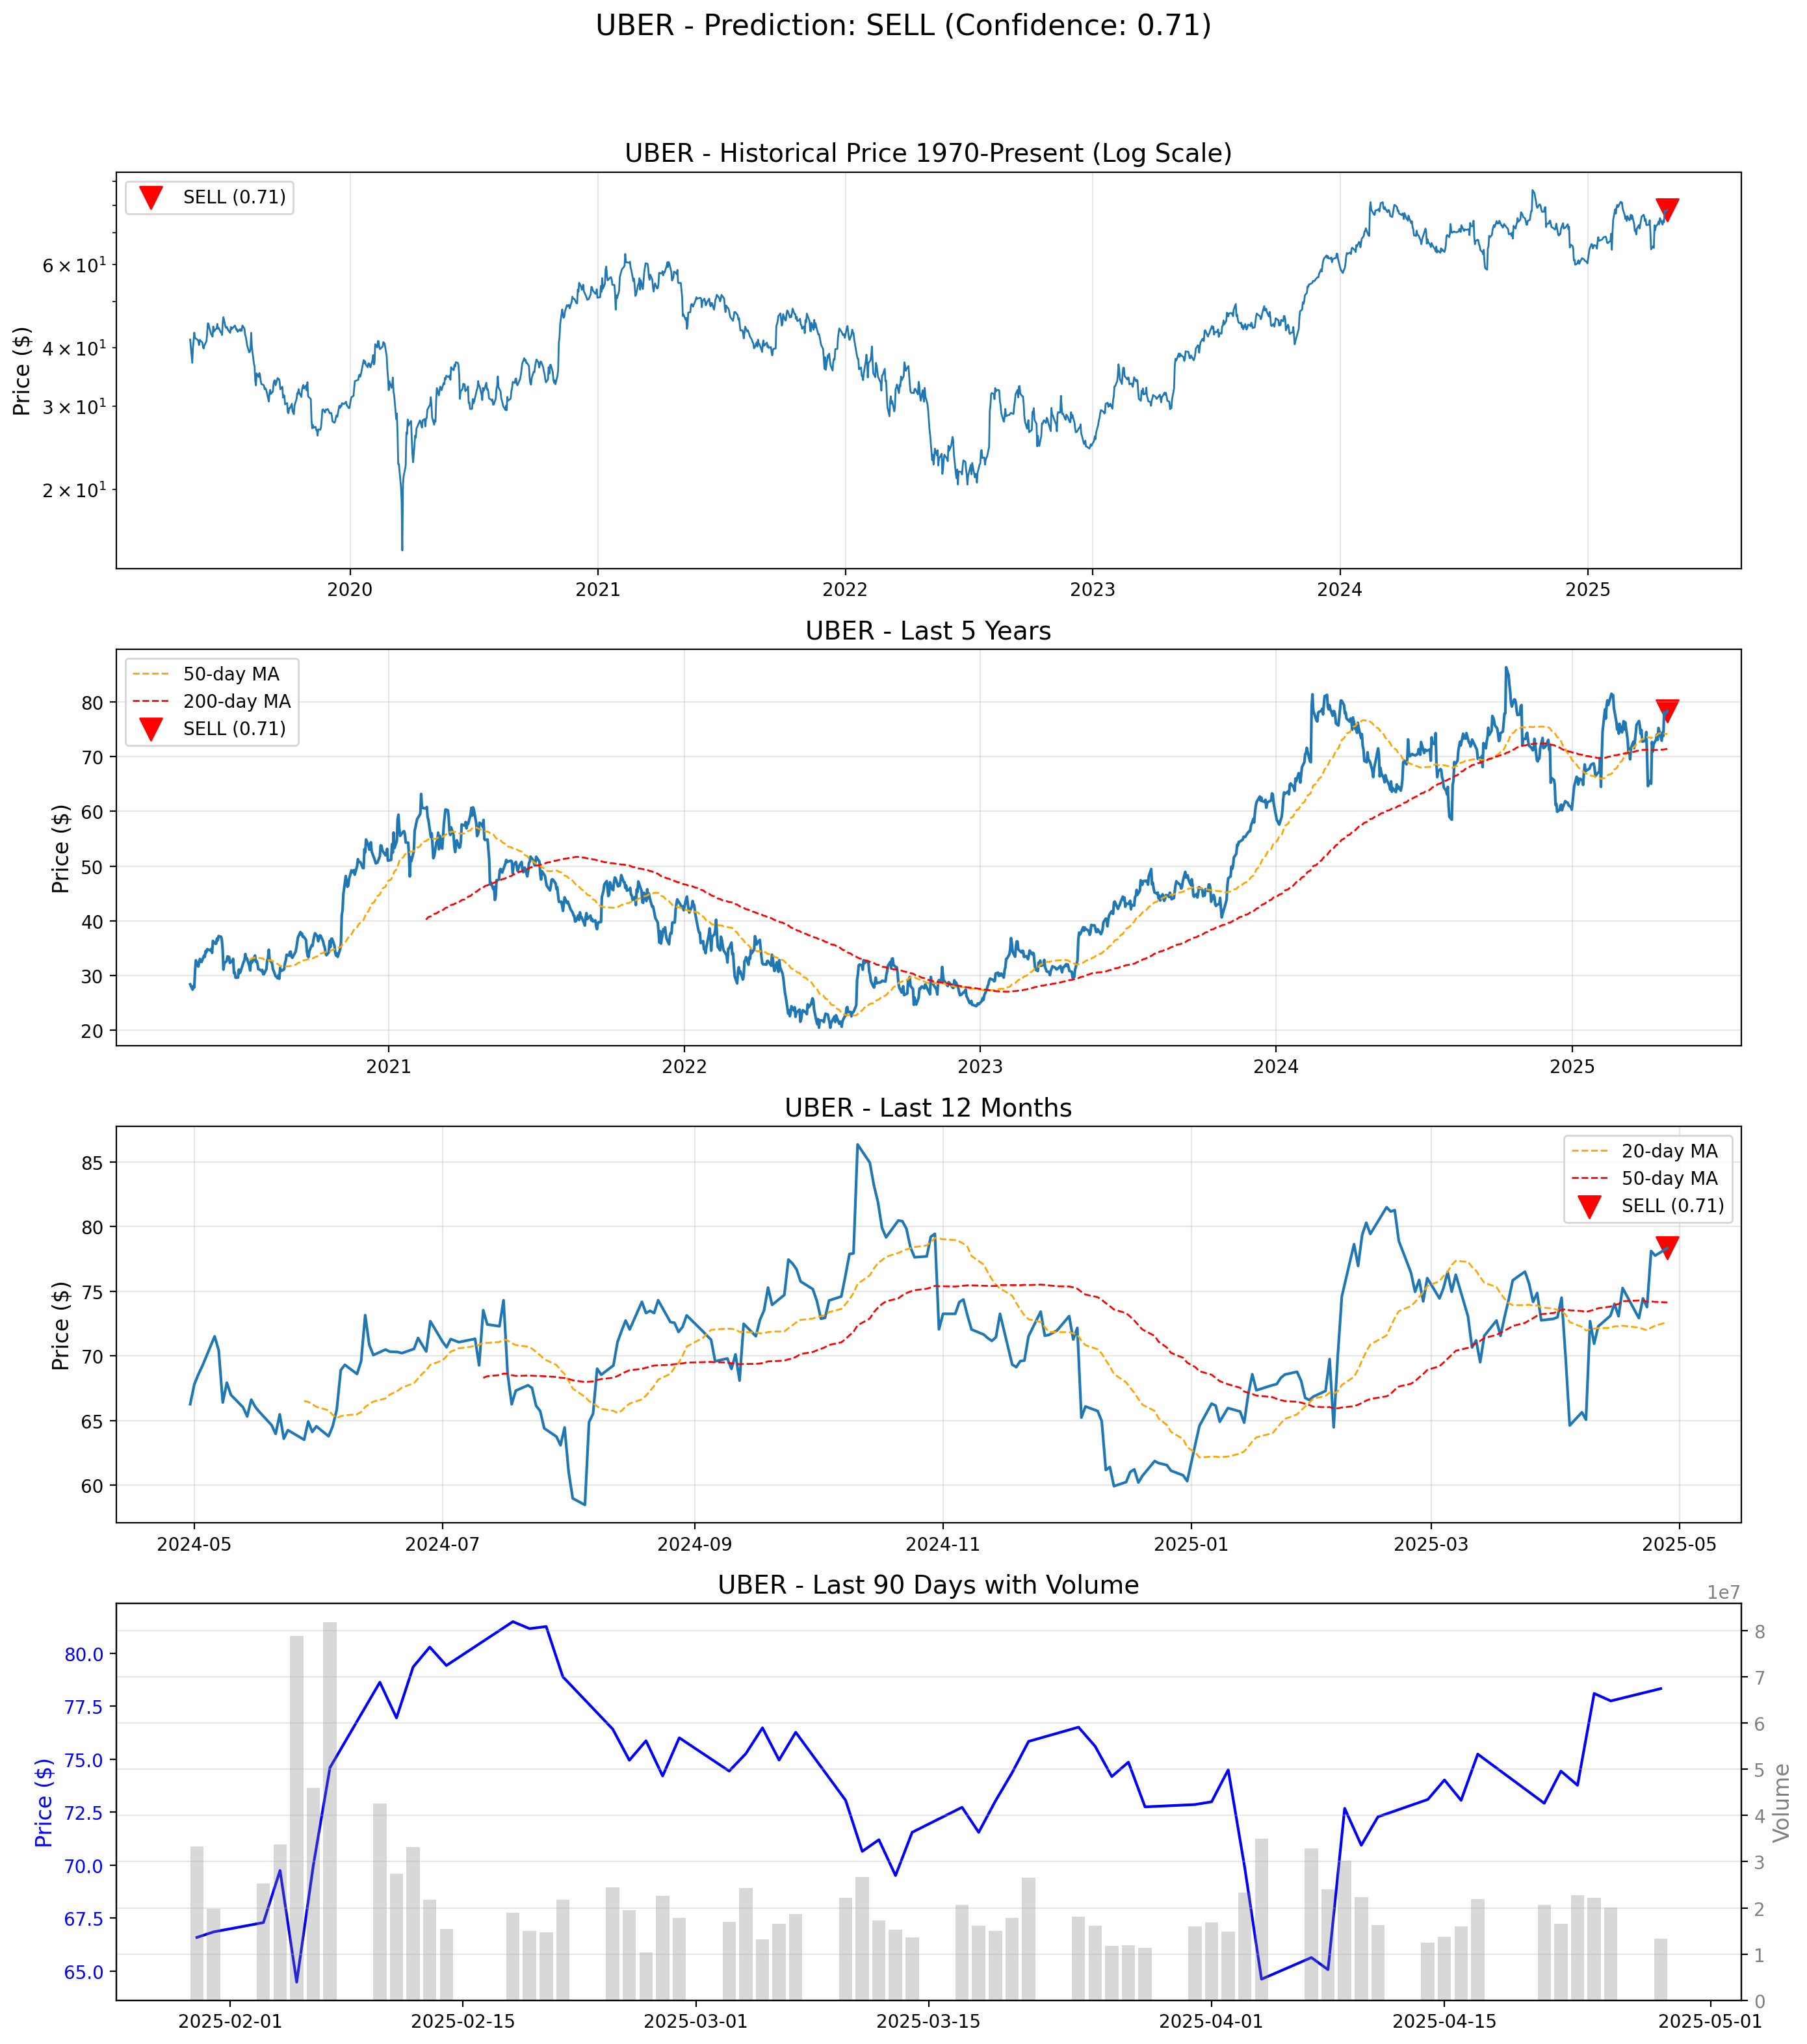 UBER - Prediction: SELL (Confidence: 0.71)
UBER - Historical Price 1970-Present (Log Scale)
SELL (0.71)
Price ($)
6 × 10¹
4 × 10¹
3 × 10¹
2 × 10¹
2020 2021 2022 2023 2024 2025
UBER - Last 5 Years
50-day MA
200-day MA
SELL (0.71)
Price ($)
80
70
60
50
40
30
20
2021 2022 2023 2024 2025
UBER - Last 12 Months
20-day MA
50-day MA
SELL (0.71)
Price ($)
85
80
75
70
65
60
2024-05 2024-07 2024-09 2024-11 2025-01 2025-03 2025-05
UBER - Last 90 Days with Volume
1e7
Price ($)
80.0
77.5
75.0
72.5
70.0
67.5
65.0
8
7
6
5
4
3
2
1
0
Volume
2025-02-01 2025-02-15 2025-03-01 2025-03-15 2025-04-01 2025-04-15 2025-05-01